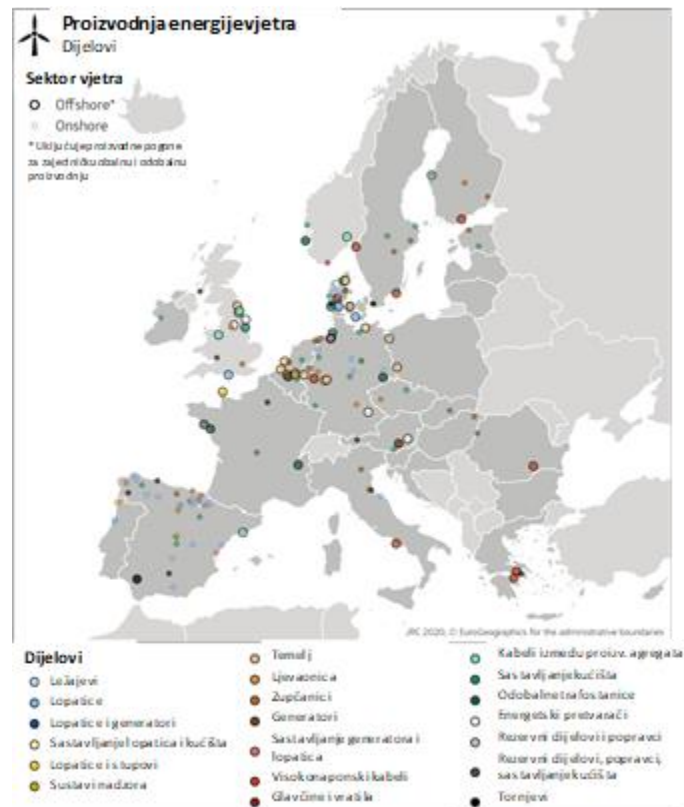 Proizvodnja energijevjetra
Dijelovi
Sektor vjetra
Offshore*
Onshore
* Uključuje proizvodne pogone
za zajedničku obalnu i odobalnu
proizvodnju
JRC 2020, © EuroGeographics for the administrative boundaries
Dijelovi
Ležajevi
Lopatice
Lopatice i generatori
Sastavljanje lopatica i kućišta
Lopatice i stupovi
Sustavi nadzora
Temelj
Ljevaonica
Zupčanici
Generatori
Sastavljanje generatora i
lopatica
Visokonaponski kabeli
Glavčine i vratila
Kabeli između proizv. agregata
Sastavljanje kućišta
Odobalne trafostanice
Energetski pretvarači
Rezervni dijelovi i popravci
Rezervni dijelovi, popravci,
sastavljanje kućišta
Tornjevi